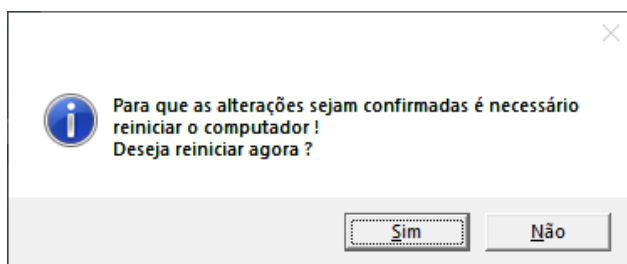 Para que as alterações sejam confirmadas é necessário
reiniciar o computador !
Deseja reiniciar agora ?
Sim
Não